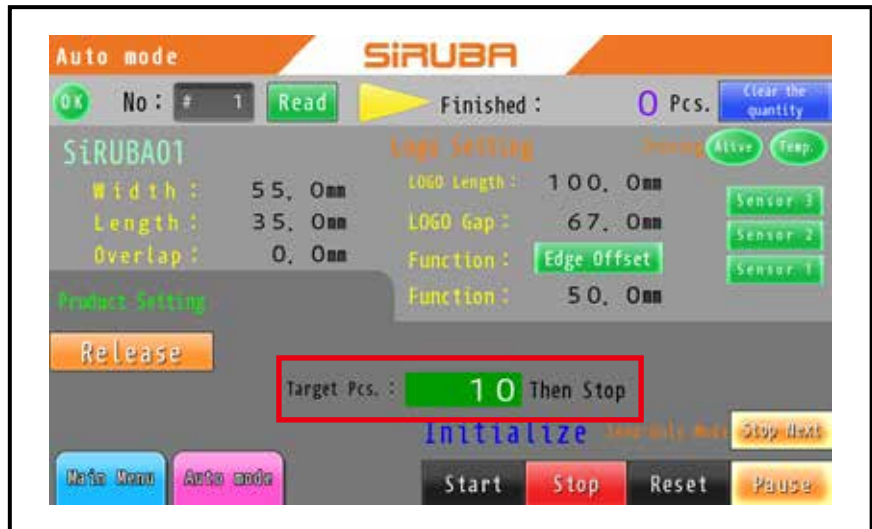 Auto mode
SiRUBA
OK No: # 1 Read Finished : 0 Pcs. Clear the quantity
SiRUBA01
Logo Setting
Alive Temp.
Width : 55. 0mm
Length : 35. 0mm
Overlap : 0. 0mm
LOGO Length : 100. 0mm
LOGO Gap : 67. 0mm
Function : Edge Offset
Function : 50. 0mm
Sensor 3
Sensor 2
Sensor 1
Product Setting
Release
Target Pcs. : 10 Then Stop
Initialize
Stop Next
Main Menu Auto mode Start Stop Reset Pause